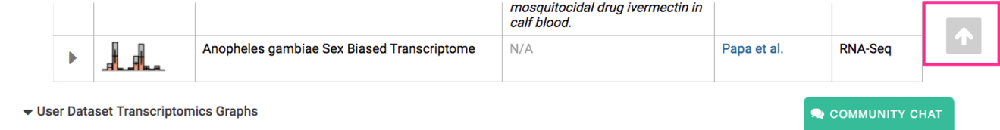 mosquitocidal drug ivermectin in
calf blood.
Anopheles gambiae Sex Biased Transcriptome N/A Papa et al. RNA-Seq
User Dataset Transcriptomics Graphs
COMMUNITY CHAT